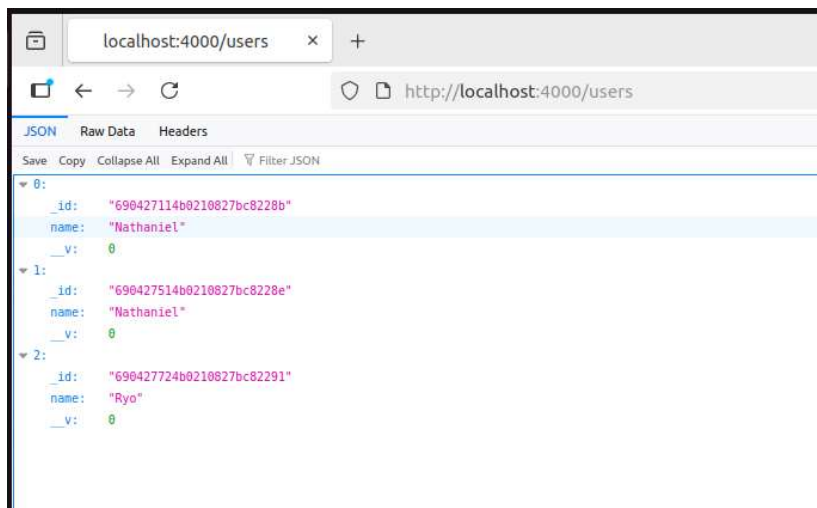 localhost:4000/users
http://localhost:4000/users
JSON Raw Data Headers
Save Copy Collapse All Expand All Filter JSON
0:
_id: "690427114b0210827bc8228b"
name: "Nathaniel"
__v: 0
1:
_id: "690427514b0210827bc8228e"
name: "Nathaniel"
__v: 0
2:
_id: "690427724b0210827bc82291"
name: "Ryo"
__v: 0